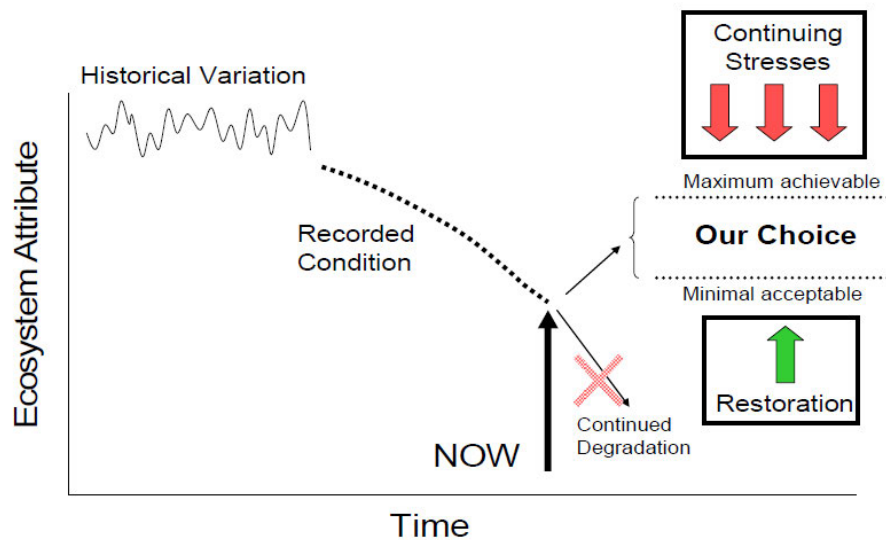 Historical Variation
Continuing
Stresses
Maximum achievable
Our Choice
Minimal acceptable
Recorded
Condition
Restoration
Continued
Degradation
NOW
Ecosystem Attribute
Time